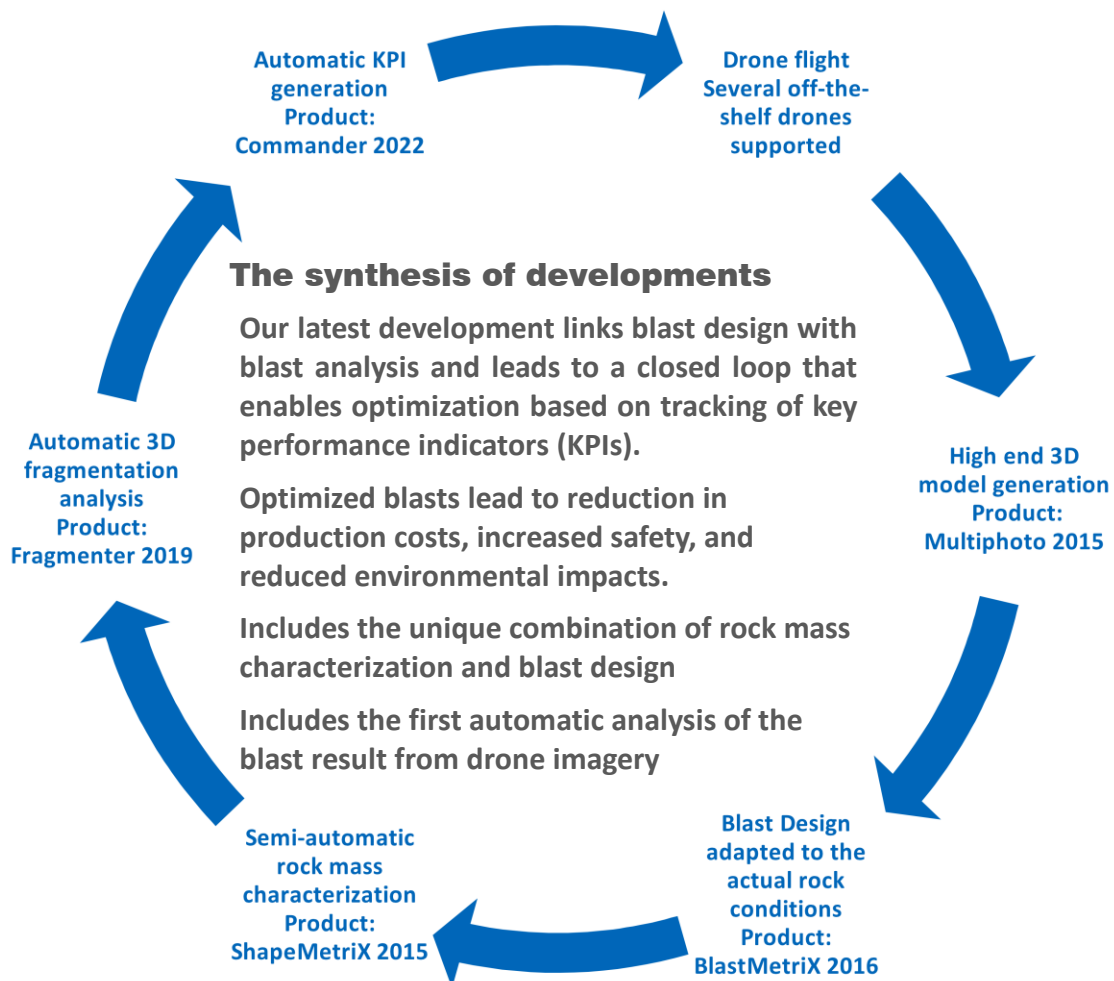 Automatic KPI
generation
Product:
Commander 2022
Drone flight
Several off-the-
shelf drones
supported
The synthesis of developments
Our latest development links blast design with
blast analysis and leads to a closed loop that
enables optimization based on tracking of key
performance indicators (KPIs).
Optimized blasts lead to reduction in
production costs, increased safety, and
reduced environmental impacts.
Includes the unique combination of rock mass
characterization and blast design
Includes the first automatic analysis of the
blast result from drone imagery
High end 3D
model generation
Product:
Multiphoto 2015
Blast Design
adapted to the
actual rock
conditions
Product:
BlastMetriX 2016
Semi-automatic
rock mass
characterization
Product:
ShapeMetriX 2015
Automatic 3D
fragmentation
analysis
Product:
Fragmenter 2019